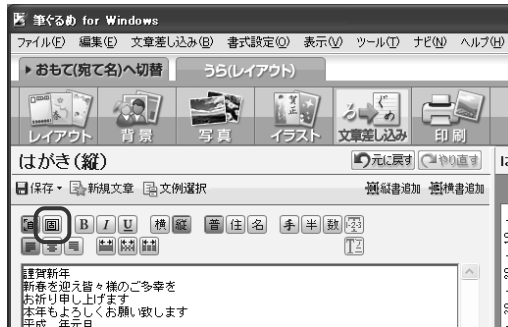 筆ぐるめ for Windows
ファイル(F) 編集(E) 文章差し込み(B) 書式設定(O) 表示(V) ツール(T) ナビ(N) ヘルプ(H)
▶おもて(宛て名)へ切替 うら(レイアウト)
レイアウト 背景 写真 イラスト 文章差し込み 印刷
はがき(縦) 元に戻す やり直す
保存 新規文章 文例選択 縦書追加 横書追加
固 B I U 横 縦 普 住 名 手 半 数
謹賀新年
新春を迎え皆々様のご多幸を
お祈り申し上げます
本年もよろしくお願い致します
平成 年元旦